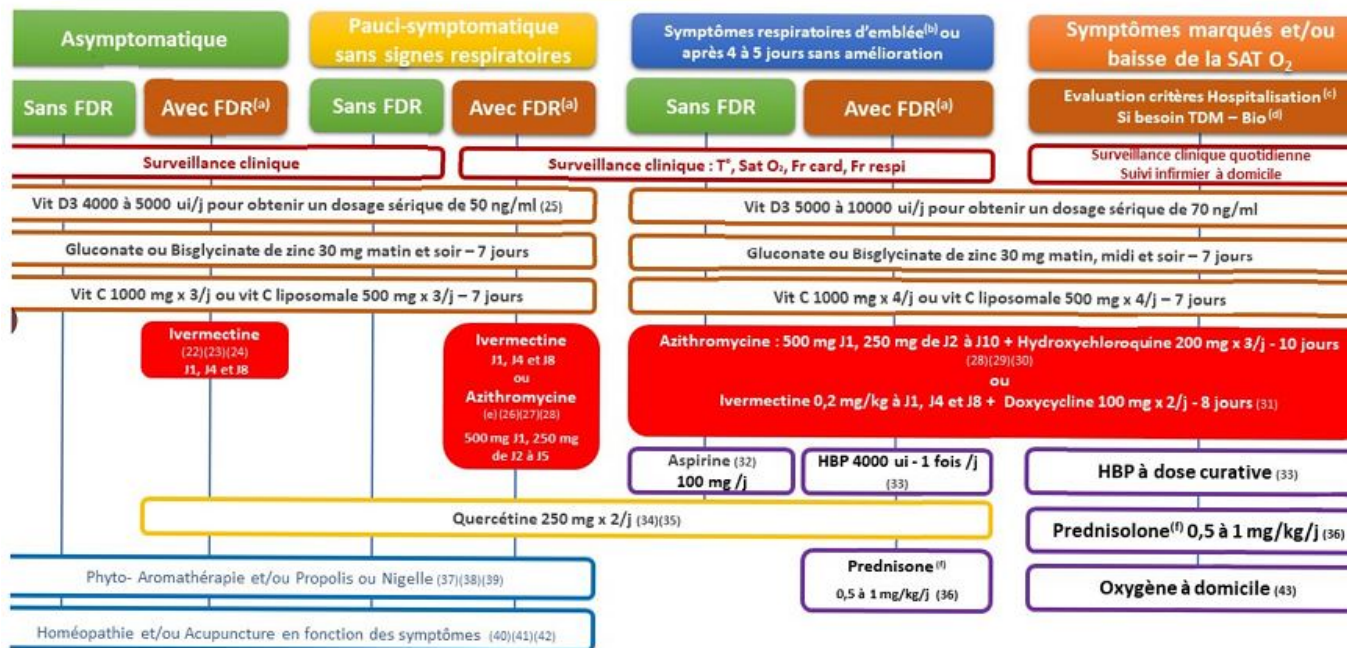 Asymptomatique
Pauci-symptomatique
sans signes respiratoires
Symptômes respiratoires d'emblée(b) ou
après 4 à 5 jours sans amélioration
Symptômes marqués et/ou
baisse de la SAT O2
Sans FDR
Avec FDR(a)
Sans FDR
Avec FDR(a)
Sans FDR
Avec FDR(a)
Evaluation critères Hospitalisation (c)
Si besoin TDM – Bio(d)
Surveillance clinique
Surveillance clinique : T°, Sat O2, Fr card, Fr respi
Surveillance clinique quotidienne
Suivi infirmier à domicile
Vit D3 4000 à 5000 ui/j pour obtenir un dosage sérique de 50 ng/ml (25)
Vit D3 5000 à 10000 ui/j pour obtenir un dosage sérique de 70 ng/ml
Gluconate ou Bisglycinate de zinc 30 mg matin et soir – 7 jours
Gluconate ou Bisglycinate de zinc 30 mg matin, midi et soir – 7 jours
Vit C 1000 mg x 3/j ou vit C liposomale 500 mg x 3/j – 7 jours
Vit C 1000 mg x 4/j ou vit C liposomale 500 mg x 4/j – 7 jours
Ivermectine
(22)(23)(24)
J1, J4 et J8
Ivermectine
J1, J4 et J8
ou
Azithromycine
(e)(26)(27)(28)
500 mg J1, 250 mg
de J2 à J5
Azithromycine : 500 mg J1, 250 mg de J2 à J10 + Hydroxychloroquine 200 mg x 3/j - 10 jours
(28)(29)(30)
ou
Ivermectine 0,2 mg/kg à J1, J4 et J8 + Doxycycline 100 mg x 2/j - 8 jours (31)
Aspirine (32)
100 mg /j
HBP 4000 ui - 1 fois /j
(33)
HBP à dose curative (33)
Quercétine 250 mg x 2/j (34)(35)
Prednisolone(f) 0,5 à 1 mg/kg/j (36)
Phyto- Aromathérapie et/ou Propolis ou Nigelle (37)(38)(39)
Prednisone (f)
0,5 à 1 mg/kg/j (36)
Oxygène à domicile (43)
Homéopathie et/ou Acupuncture en fonction des symptômes (40)(41)(42)